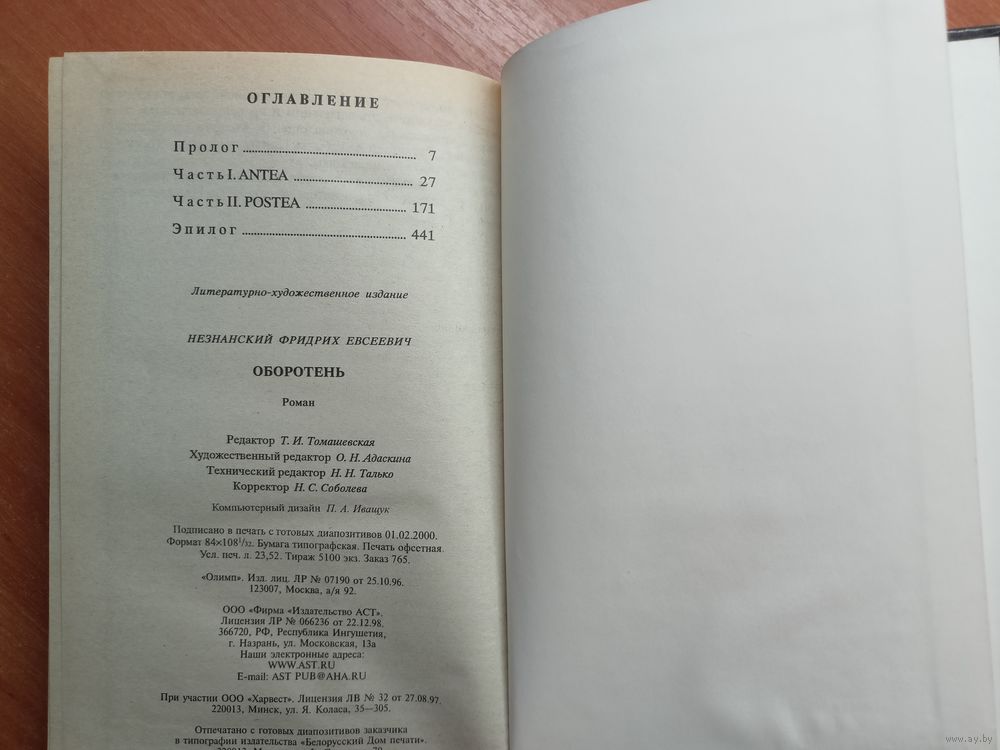 ОГЛАВЛЕНИЕ
Пролог ........................................ 7
Часть I. ANTEA ........................... 27
Часть II. POSTEA ........................ 171
Эпилог ........................................ 441
Литературно-художественное издание
НЕЗНАНСКИЙ ФРИДРИХ ЕВСЕЕВИЧ
ОБОРОТЕНЬ
Роман
Редактор Т. И. Томашевская
Художественный редактор О. Н. Адаскина
Технический редактор Н. Н. Талько
Корректор Н. С. Соболева
Компьютерный дизайн П. А. Иващук
Подписано в печать с готовых диапозитивов 01.02.2000.
Формат 84×108¹/₃₂. Бумага типографская. Печать офсетная.
Усл. печ. л. 23,52. Тираж 5100 экз. Заказ 765.
«Олимп». Изд. лиц. ЛР № 07190 от 25.10.96.
123007, Москва, а/я 92.
ООО «Фирма «Издательство АСТ».
Лицензия ЛР № 066236 от 22.12.98.
366720, РФ, Республика Ингушетия,
г. Назрань, ул. Московская, 13а
Наши электронные адреса:
WWW.AST.RU
E-mail: AST PUB@AHA.RU
При участии ООО «Харвест». Лицензия ЛВ № 32 от 27.08.97.
220013, Минск, ул. Я. Коласа, 35—305.
Отпечатано с готовых диапозитивов заказчика
в типографии издательства «Белорусский Дом печати».
www.ay.by